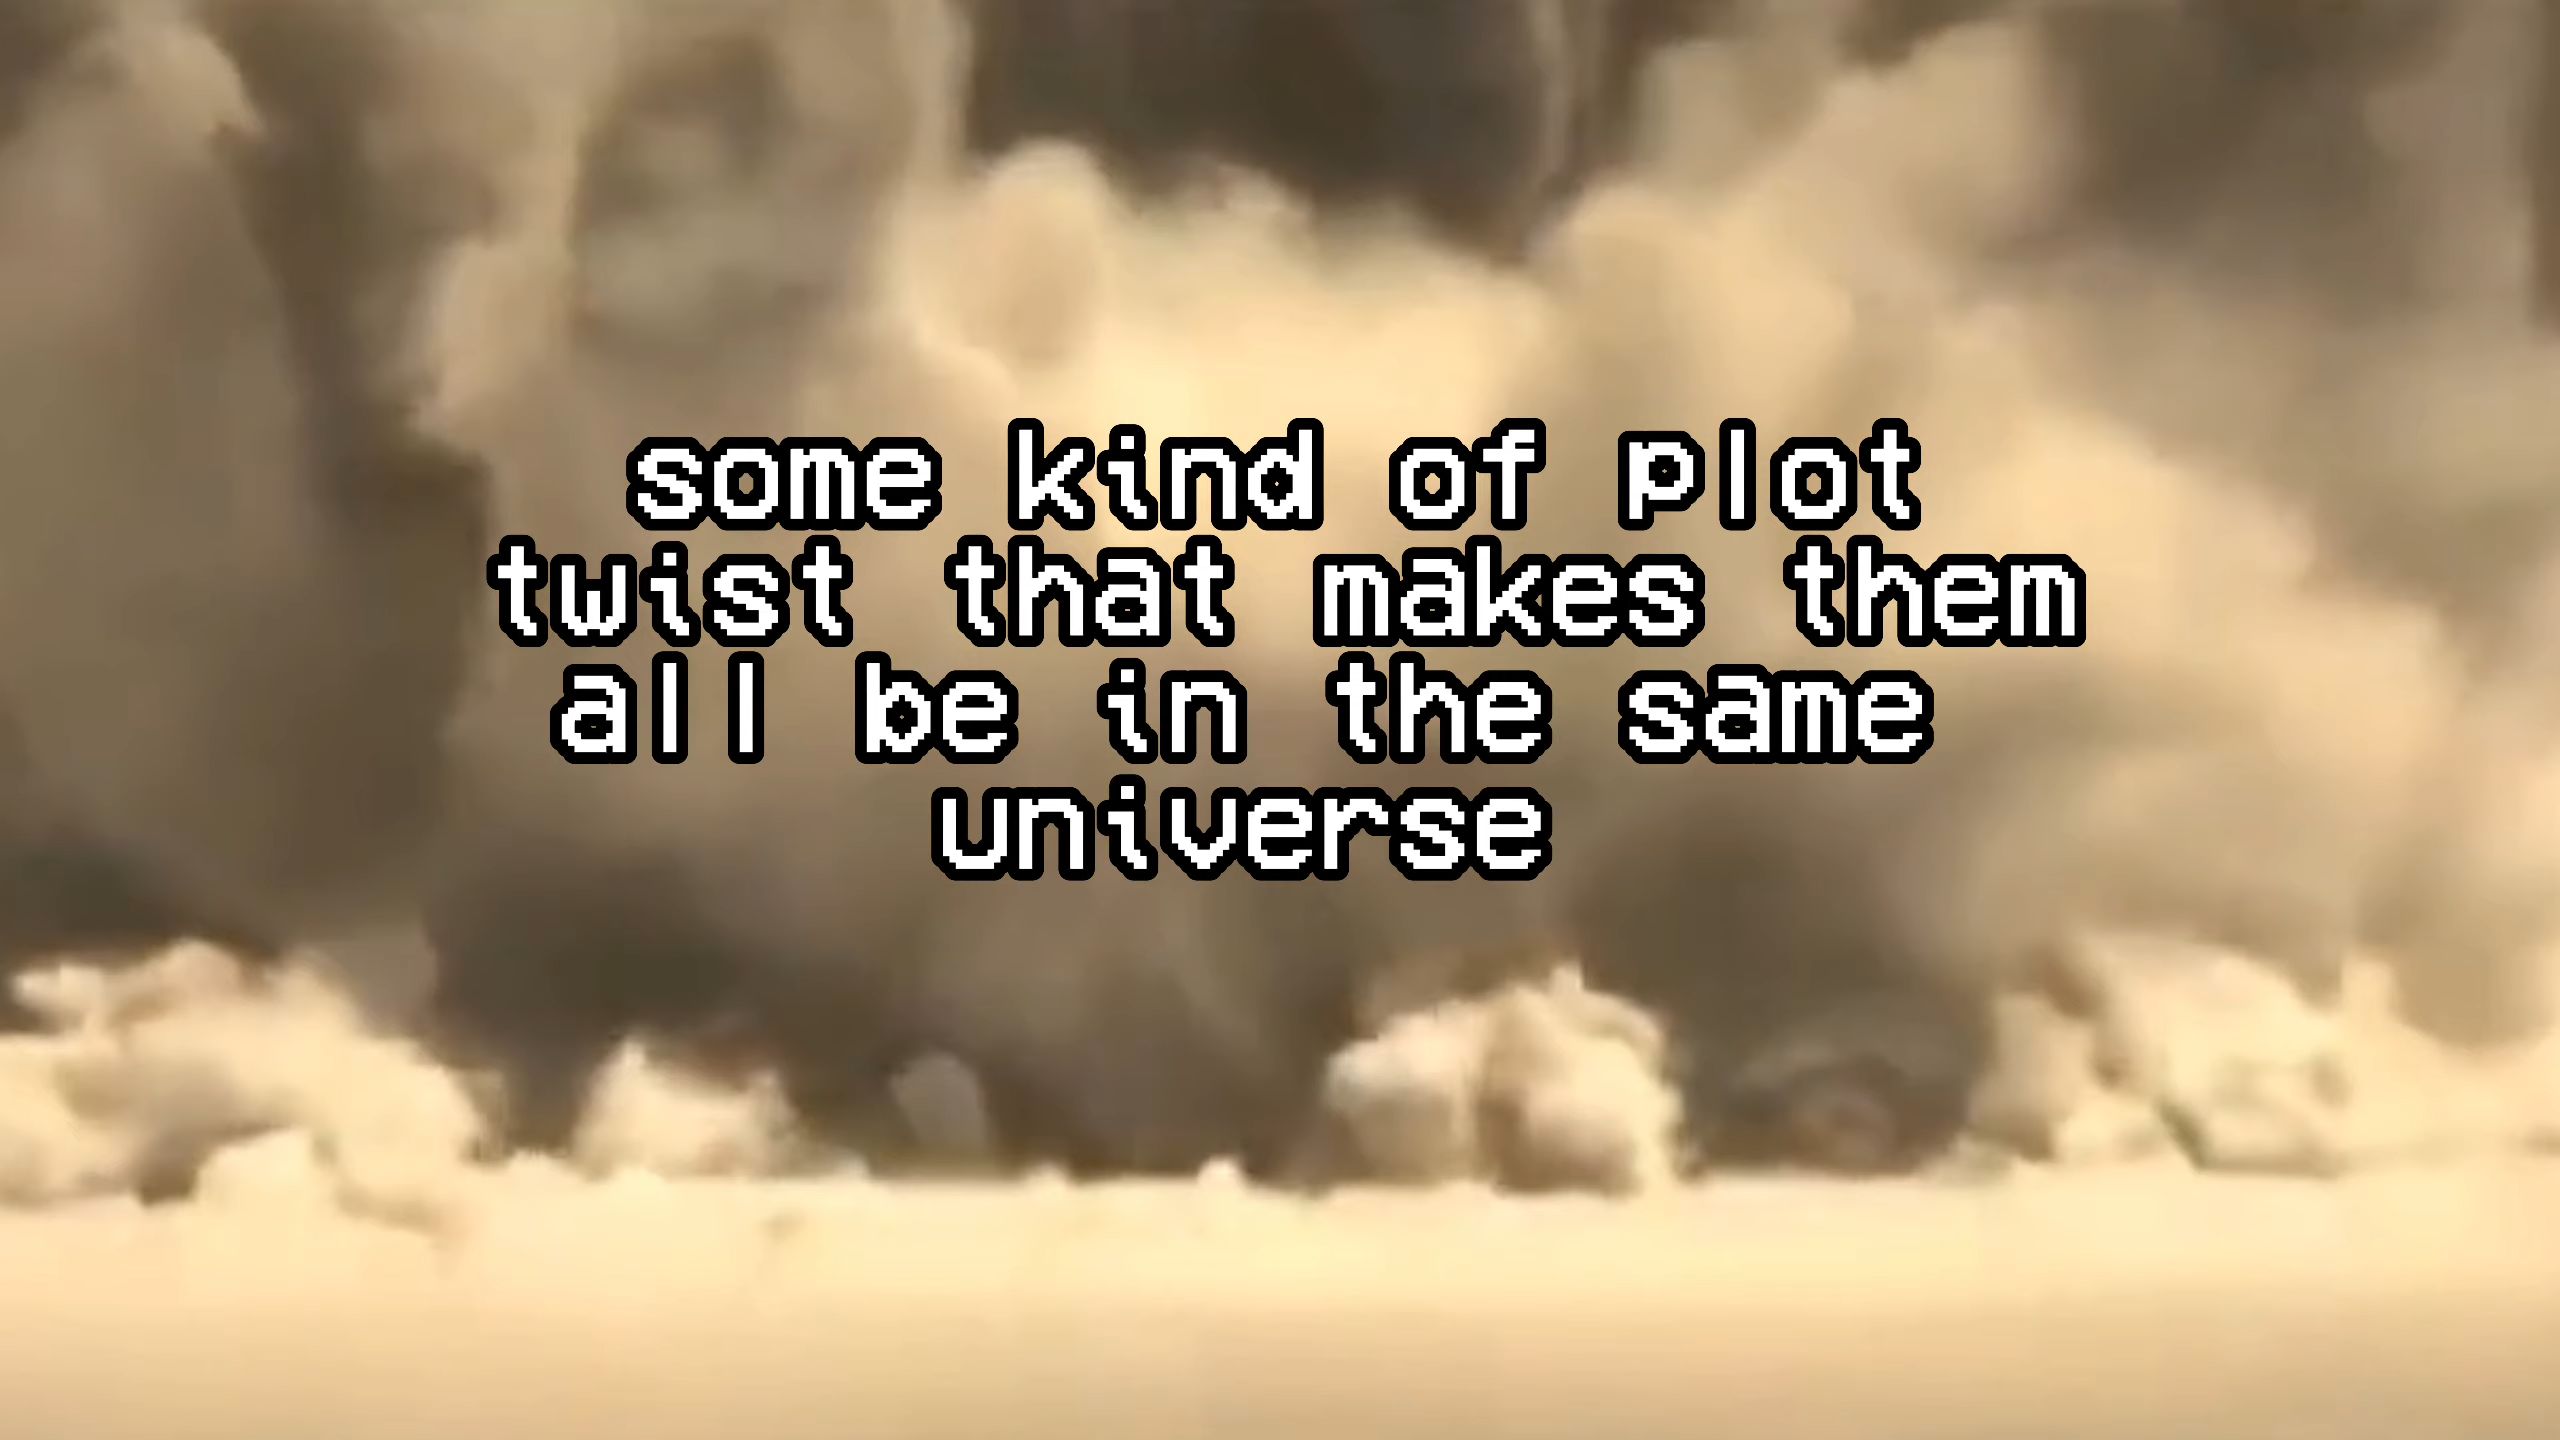 some kind of plot
twist that makes them
all be in the same
universe